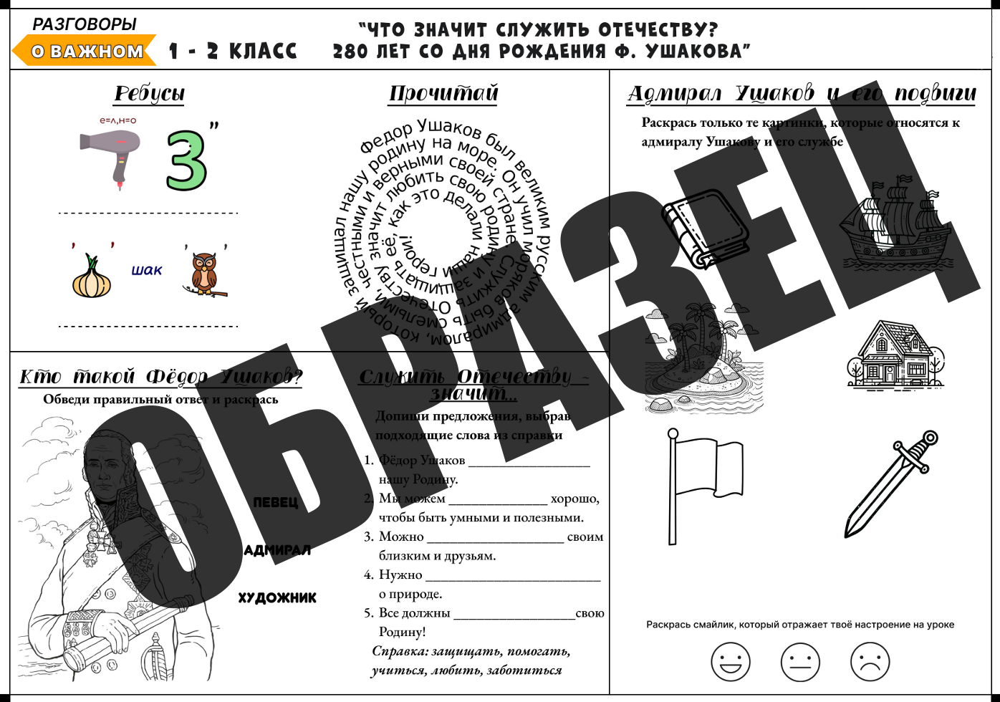 РАЗГОВОРЫ
О ВАЖНОМ
1 - 2 КЛАСС
"ЧТО ЗНАЧИТ СЛУЖИТЬ ОТЕЧЕСТВУ?
280 ЛЕТ СО ДНЯ РОЖДЕНИЯ Ф. УШАКОВА"
Ребусы
е=л,н=о
3”
’ ’ шак ’ ’
Прочитай
Федор Ушаков был великим русским адмиралом, который защищал нашу родину на море. Он учил моряков быть смелыми, честными и верными своей стране. Служить Отечеству значит любить свою родину и защищать её, как это делали наши герои!
Адмирал Ушаков и его подвиги
Раскрась только те картинки, которые относятся к
адмиралу Ушакову и его службе
Кто такой Фёдор Ушаков?
Обведи правильный ответ и раскрась
ПЕВЕЦ
АДМИРАЛ
ХУДОЖНИК
Служить Отечеству -
значит...
Допиши предложения, выбрав
подходящие слова из справки
1. Фёдор Ушаков _________________
нашу Родину.
2. Мы можем ______________ хорошо,
чтобы быть умными и полезными.
3. Можно ___________________ своим
близким и друзьям.
4. Нужно _________________________
о природе.
5. Все должны _________________свою
Родину!
Справка: защищать, помогать,
учиться, любить, заботиться
Раскрась смайлик, который отражает твоё настроение на уроке
ОБРАЗЕЦ